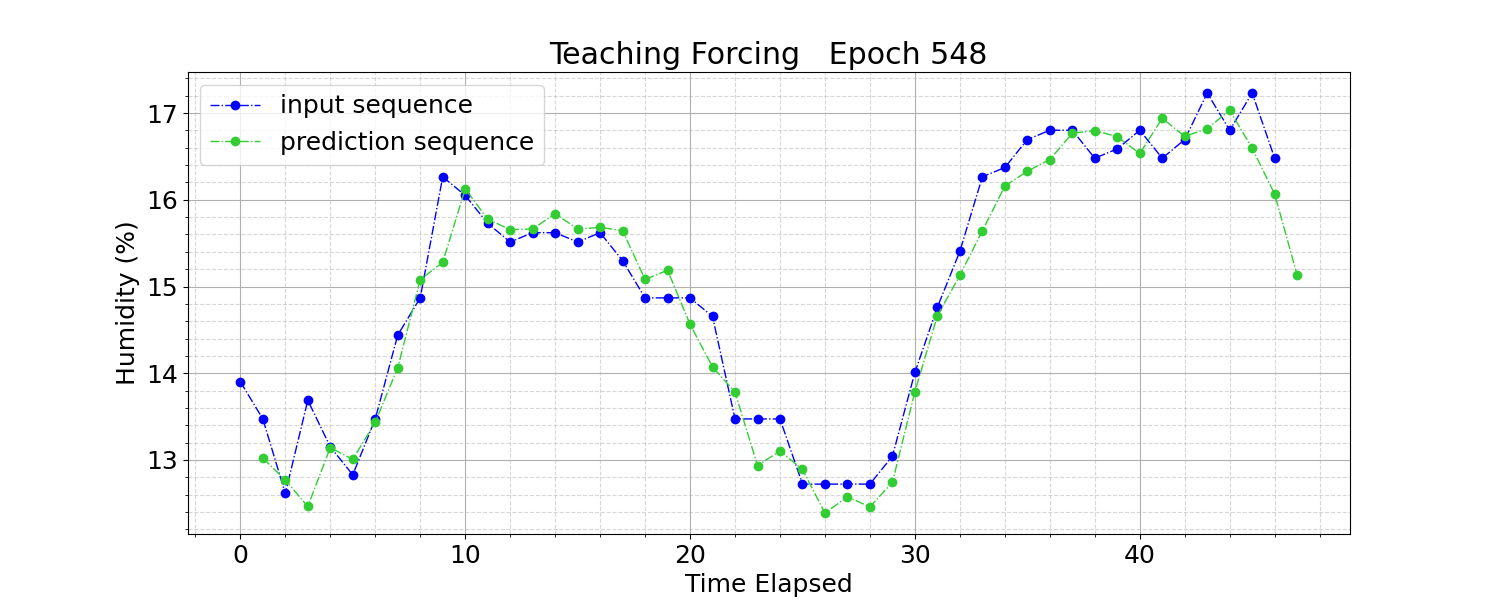 Teaching Forcing   Epoch 548
input sequence
prediction sequence
Humidity (%)
17
16
15
14
13
0 10 20 30 40
Time Elapsed